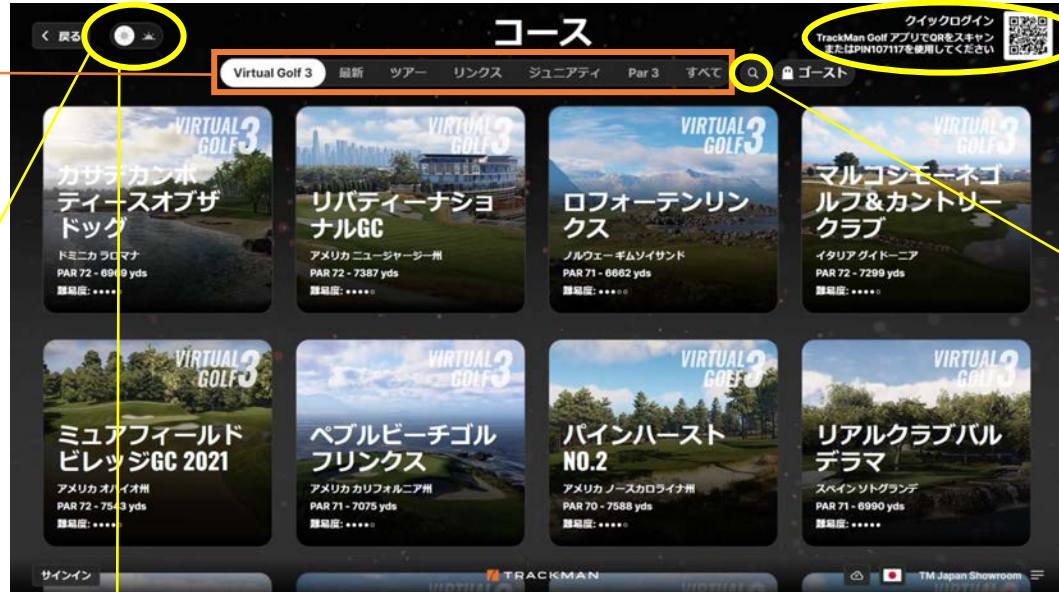 戻る
コース
クイックログイン
TrackMan Golf アプリでQRをスキャン
またはPIN107117を使用してください
Virtual Golf 3 最新 ツアー リンクス ジュニアティ Par 3 すべて ゴースト
VIRTUAL GOLF 3
カサデカンポ
ティースオブザ
ドッグ
ドミニカ ラロマナ
PAR 72 - 6969 yds
難易度:
VIRTUAL GOLF 3
リバティーナショ
ナルGC
アメリカ ニュージャージー州
PAR 72 - 7387 yds
難易度:
VIRTUAL GOLF 3
ロフォーテンリン
クス
ノルウェー ギムソイサンド
PAR 71 - 6662 yds
難易度:
VIRTUAL GOLF 3
マルコシモーネゴ
ルフ&カントリー
クラブ
イタリア グイドーニア
PAR 72 - 7299 yds
難易度:
VIRTUAL GOLF 3
ミュアフィールド
ビレッジGC 2021
アメリカ オハイオ州
PAR 72 - 7543 yds
難易度:
VIRTUAL GOLF 3
ペブルビーチゴル
フリンクス
アメリカ カリフォルニア州
PAR 71 - 7075 yds
難易度:
VIRTUAL GOLF 3
パインハースト
NO.2
アメリカ ノースカロライナ州
PAR 70 - 7588 yds
難易度:
VIRTUAL GOLF 3
リアルクラブバル
デラマ
スペイン ソトグランデ
PAR 71 - 6990 yds
難易度:
サインイン
TRACKMAN
TM Japan Showroom